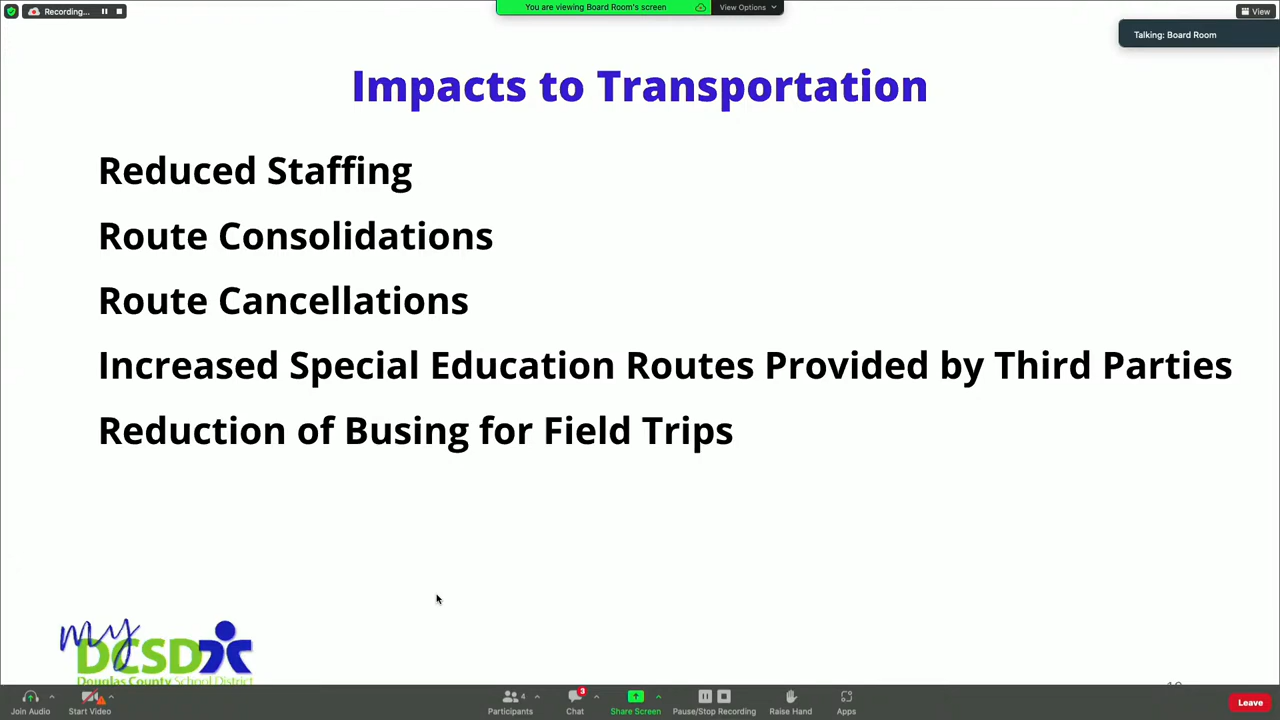 Recording...
You are viewing Board Room's screen
View Options
View
Talking: Board Room
Impacts to Transportation
Reduced Staffing
Route Consolidations
Route Cancellations
Increased Special Education Routes Provided by Third Parties
Reduction of Busing for Field Trips
my
DCSD
Douglas County School District
Join Audio
Start Video
4
Participants
3
Chat
Share Screen
Pause/Stop Recording
Raise Hand
Apps
Leave